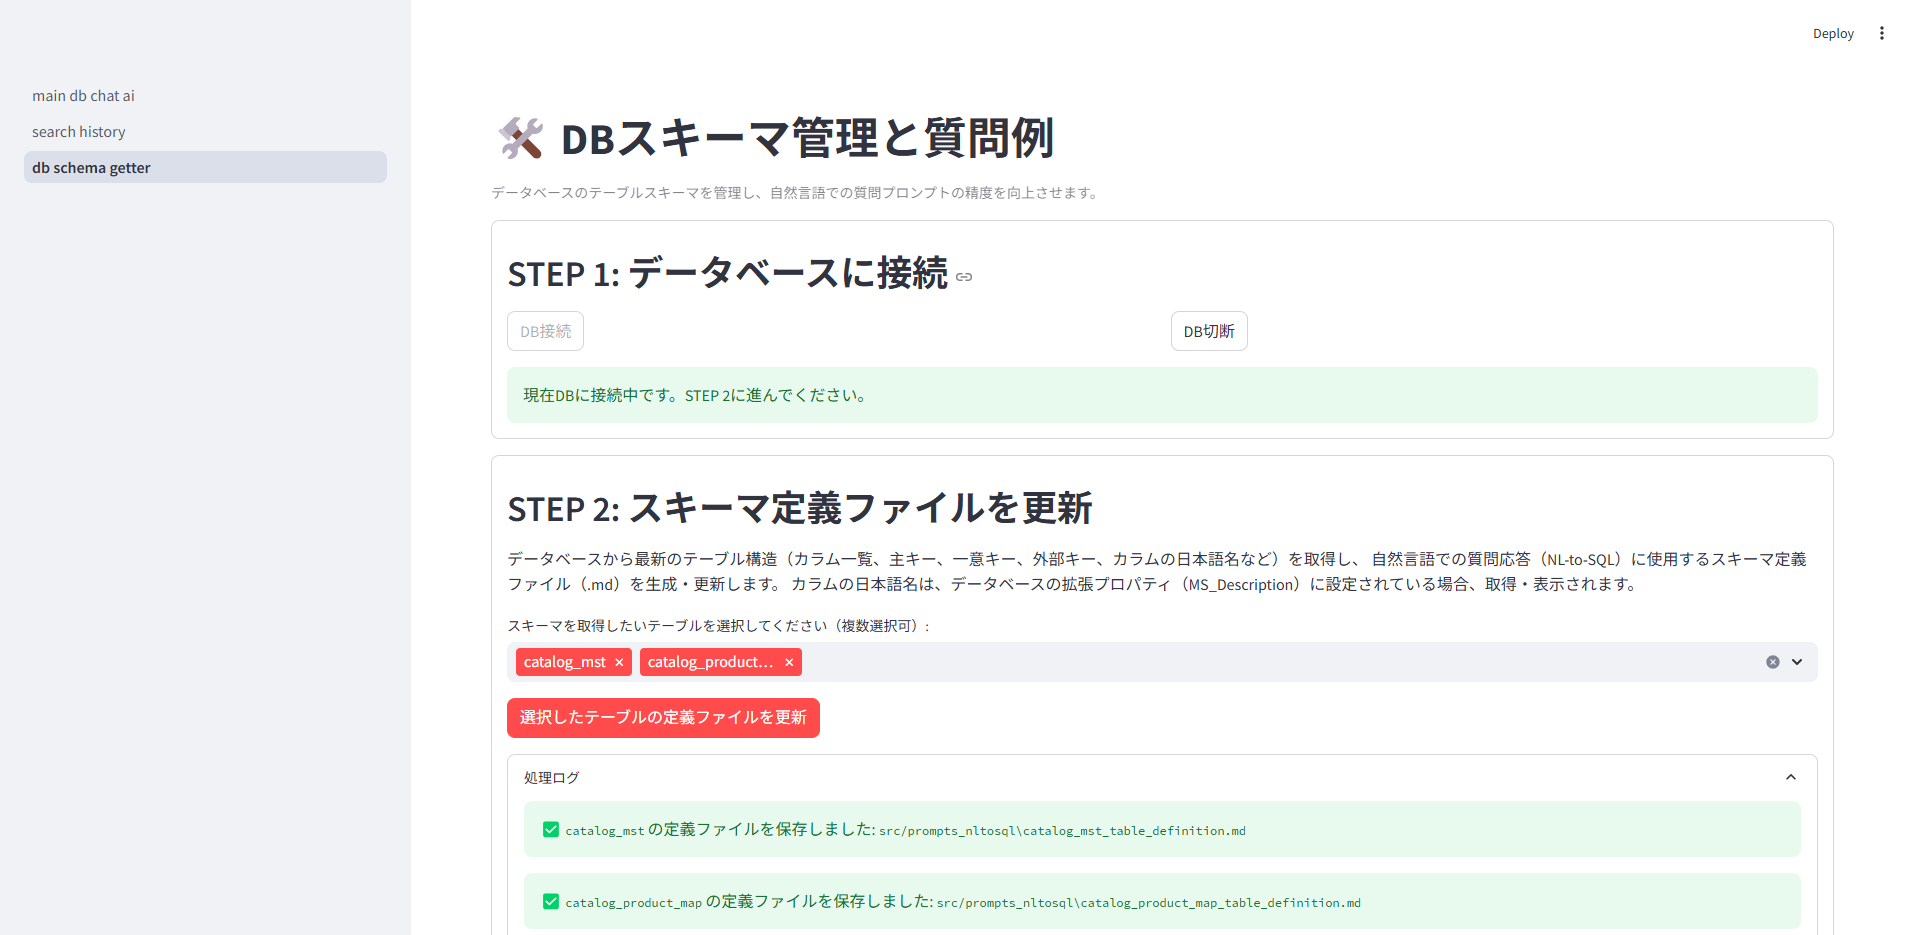 Deploy
main db chat ai
search history
db schema getter
DBスキーマ管理と質問例
データベースのテーブルスキーマを管理し、自然言語での質問プロンプトの精度を向上させます。
STEP 1: データベースに接続
DB接続
DB切断
現在DBに接続中です。STEP 2に進んでください。
STEP 2: スキーマ定義ファイルを更新
データベースから最新のテーブル構造（カラム一覧、主キー、一意キー、外部キー、カラムの日本語名など）を取得し、 自然言語での質問応答（NL-to-SQL）に使用するスキーマ定義
ファイル（.md）を生成・更新します。 カラムの日本語名は、データベースの拡張プロパティ（MS_Description）に設定されている場合、取得・表示されます。
スキーマを取得したいテーブルを選択してください（複数選択可）:
catalog_mst
catalog_product...
選択したテーブルの定義ファイルを更新
処理ログ
catalog_mst の定義ファイルを保存しました: src/prompts_nltosql\catalog_mst_table_definition.md
catalog_product_map の定義ファイルを保存しました: src/prompts_nltosql\catalog_product_map_table_definition.md